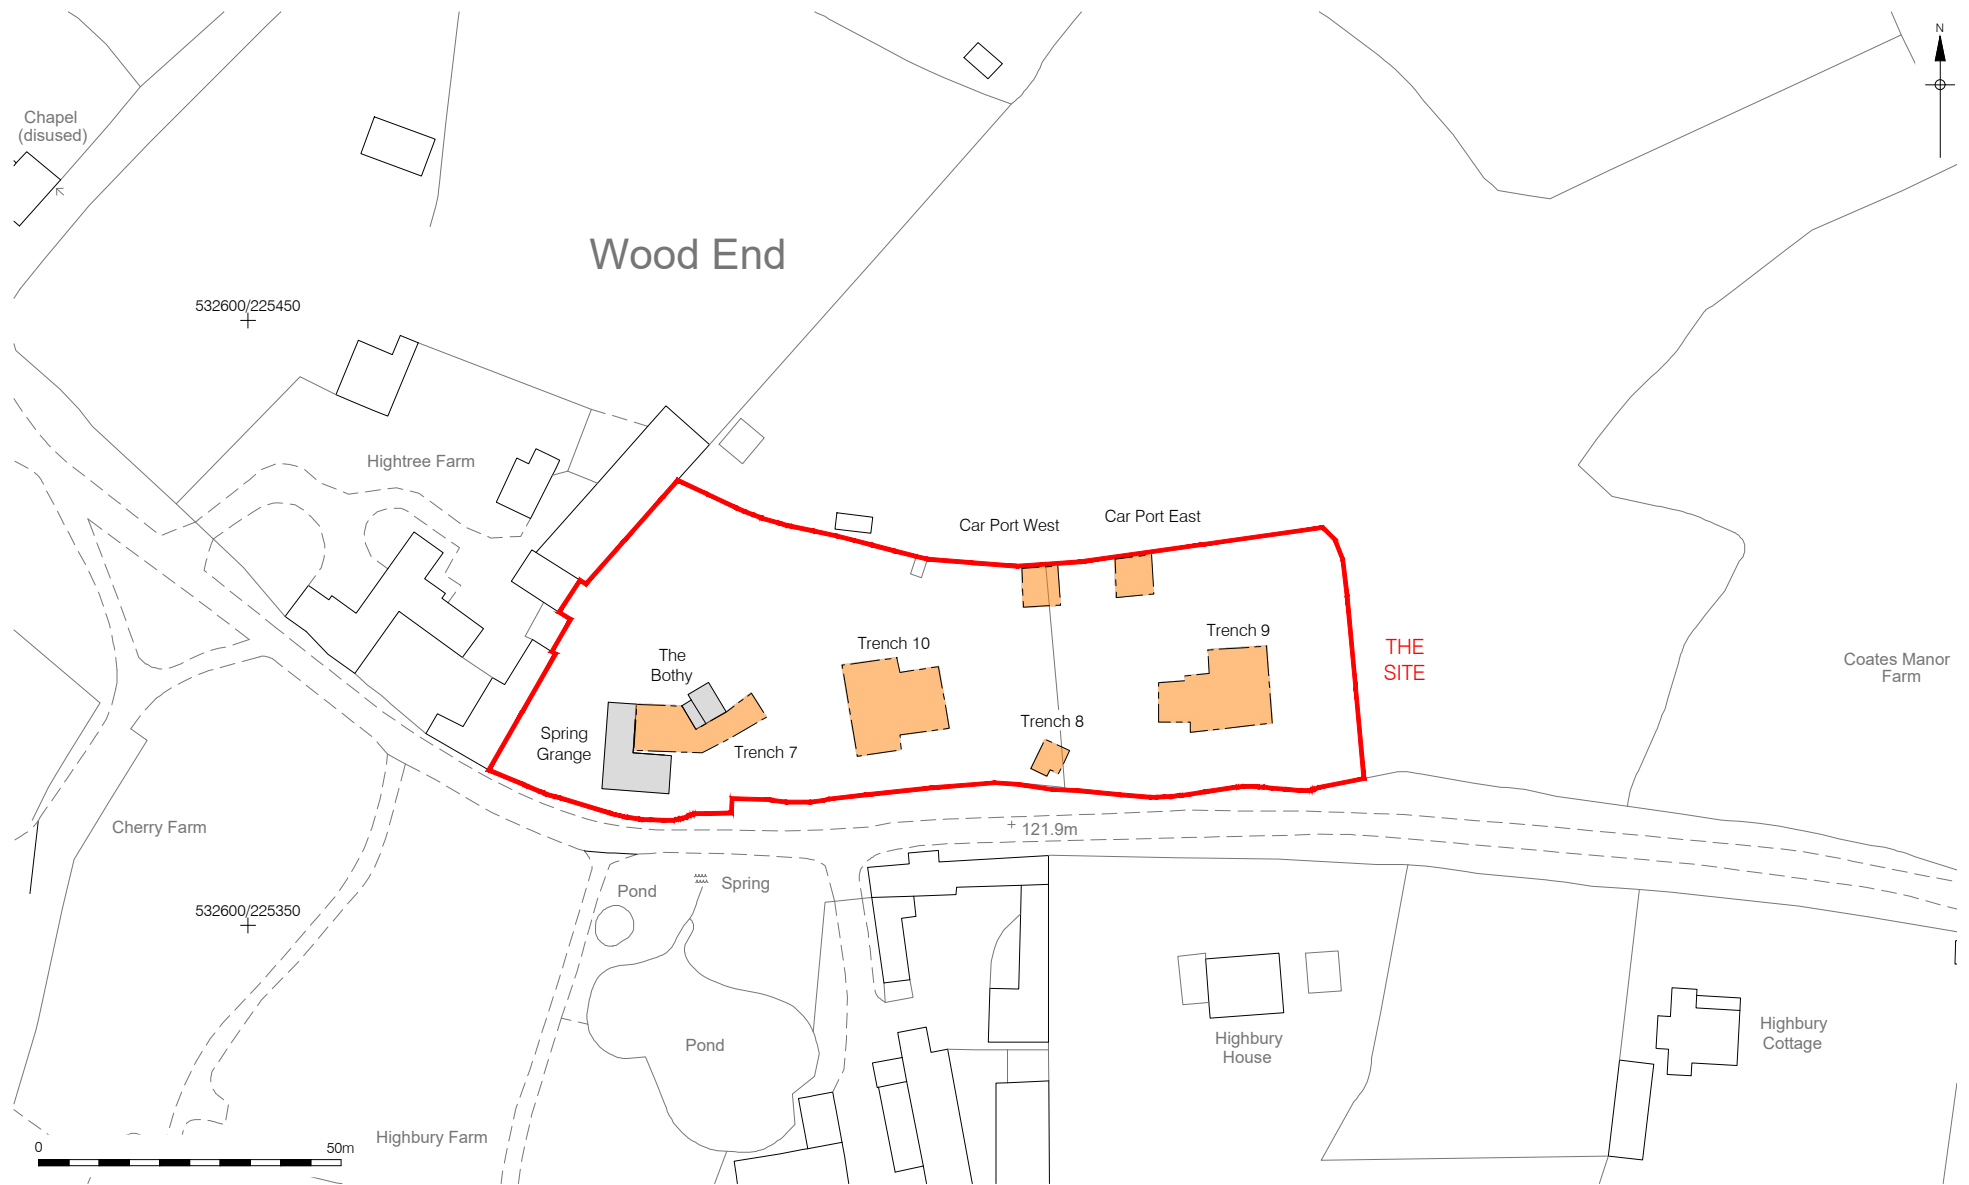 N
Chapel
(disused)
Wood End
532600/225450
Hightree Farm
Car Port West
Car Port East
Trench 10
Trench 9
THE
SITE
The
Bothy
Coates Manor
Farm
Spring
Grange
Trench 7
Trench 8
Cherry Farm
121.9m
Pond
Spring
532600/225350
Pond
Highbury
House
Highbury
Cottage
Highbury Farm
0
50m